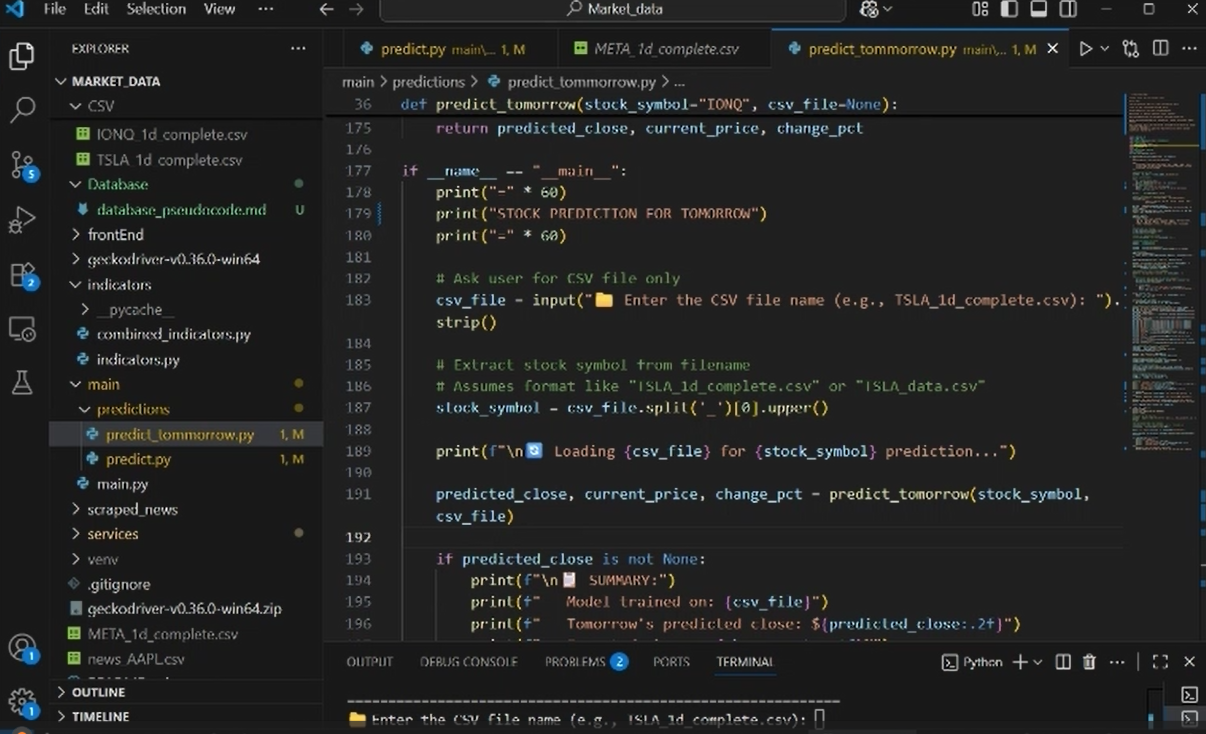 File Edit Selection View ... Market_data
EXPLORER ...
MARKET_DATA
CSV
IONQ_1d_complete.csv
TSLA_1d_complete.csv
Database
database_pseudocode.md U
frontEnd
geckodriver-v0.36.0-win64
indicators
__pycache__
combined_indicators.py
indicators.py
main
predictions
predict_tommorrow.py 1, M
predict.py 1, M
main.py
scraped_news
services
venv
.gitignore
geckodriver-v0.36.0-win64.zip
META_1d_complete.csv
news_AAPL.csv
OUTLINE
TIMELINE
5
2
1
1
predict.py main\... 1, M META_1d_complete.csv predict_tommorrow.py main\... 1, M
main > predictions > predict_tommorrow.py > ...
36 def predict_tomorrow(stock_symbol="IONQ", csv_file=None):
175 return predicted_close, current_price, change_pct
176
177 if __name__ == "__main__":
178 print("=" * 60)
179 print("STOCK PREDICTION FOR TOMORROW")
180 print("=" * 60)
181
182 # Ask user for CSV file only
183 csv_file = input("📁 Enter the CSV file name (e.g., TSLA_1d_complete.csv): ").
strip()
184
185 # Extract stock symbol from filename
186 # Assumes format like "TSLA_1d_complete.csv" or "TSLA_data.csv"
187 stock_symbol = csv_file.split('_')[0].upper()
188
189 print(f"\n🔄 Loading {csv_file} for {stock_symbol} prediction...")
190
191 predicted_close, current_price, change_pct = predict_tomorrow(stock_symbol,
csv_file)
192
193 if predicted_close is not None:
194 print(f"\n📋 SUMMARY:")
195 print(f" Model trained on: {csv_file}")
196 print(f" Tomorrow's predicted close: ${predicted_close:.2f}")
OUTPUT DEBUG CONSOLE PROBLEMS 2 PORTS TERMINAL Python
📁 Enter the CSV file name (e.g., TSLA_1d_complete.csv):